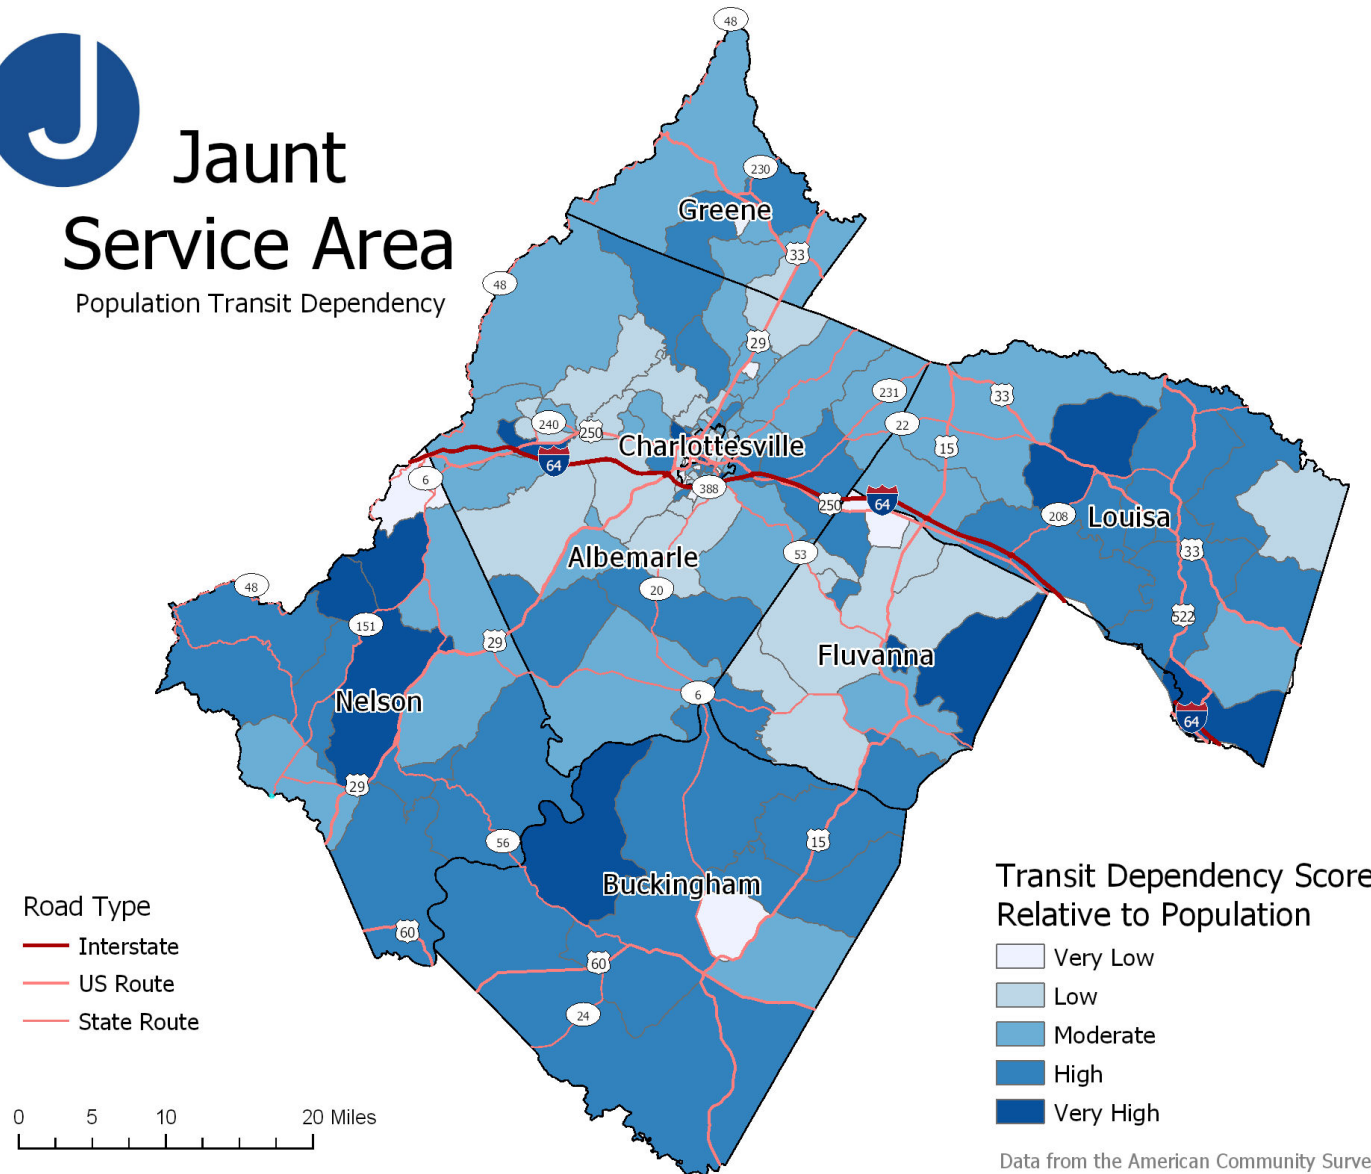 J
Jaunt
Service Area
Population Transit Dependency
48
230
Greene
33
48
29
231
33
22
240
250
Charlottesville
15
64
6
388
250
64
208
Louisa
33
53
Albemarle
48
20
151
522
29
Fluvanna
6
Nelson
64
29
56
15
Buckingham
60
60
24
Road Type
Interstate
US Route
State Route
0 5 10 20 Miles
Transit Dependency Score
Relative to Population
Very Low
Low
Moderate
High
Very High
Data from the American Community Surve